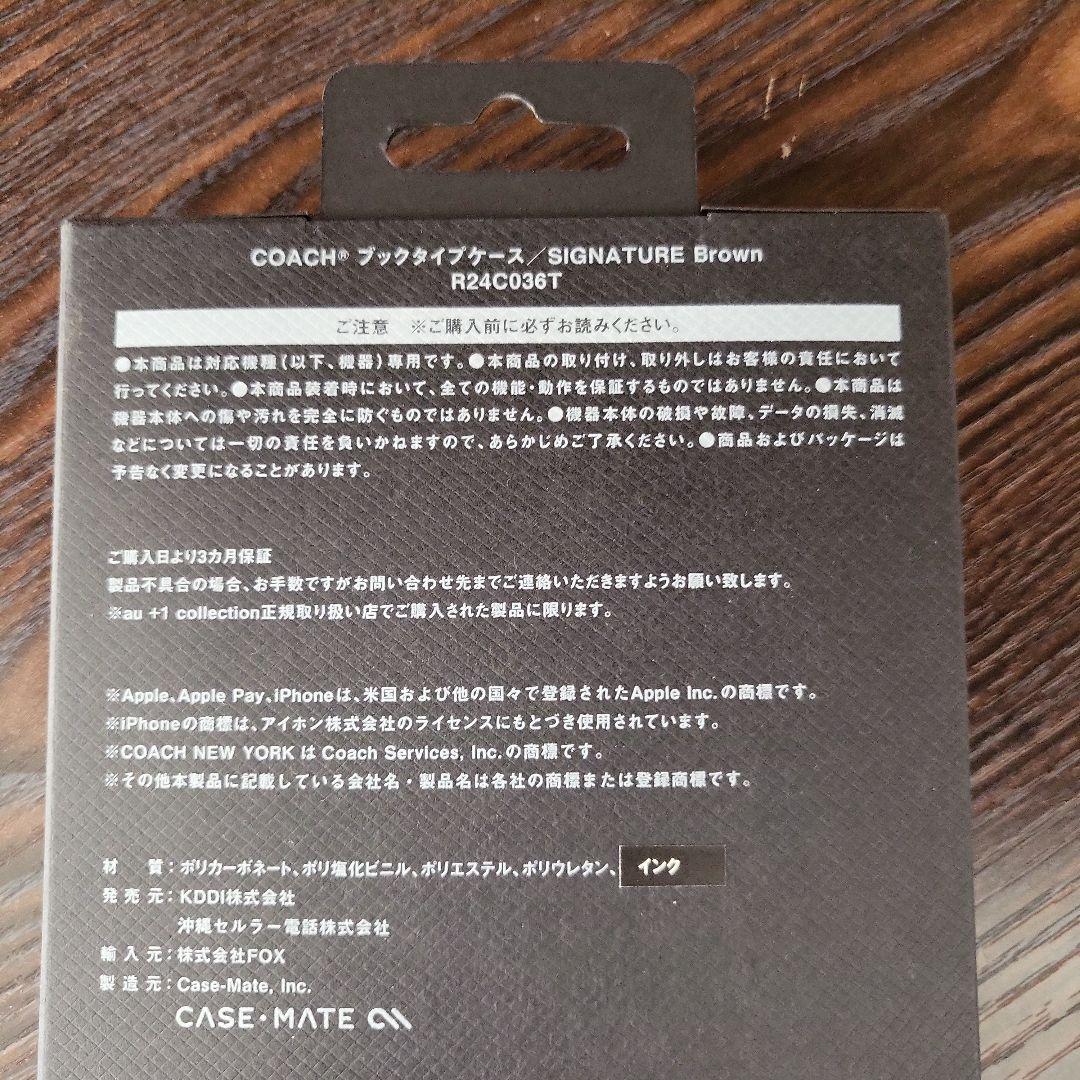 COACH® ブックタイプケース/SIGNATURE Brown
R24C036T
ご注意　※ご購入前に必ずお読みください。
●本商品は対応機種(以下、機器)専用です。●本商品の取り付け、取り外しはお客様の責任において
行ってください。●本商品装着時において、全ての機能・動作を保証するものではありません。●本商品は
機器本体への傷や汚れを完全に防ぐものではありません。●機器本体の破損や故障、データの損失、消滅
などについては一切の責任を負いかねますので、あらかじめご了承ください。●商品およびパッケージは
予告なく変更になることがあります。
ご購入日より3カ月保証
製品不具合の場合、お手数ですがお問い合わせ先までご連絡いただきますようお願い致します。
※au +1 collection正規取り扱い店でご購入された製品に限ります。
※Apple、Apple Pay、iPhoneは、米国および他の国々で登録されたApple Inc.の商標です。
※iPhoneの商標は、アイホン株式会社のライセンスにもとづき使用されています。
※COACH NEW YORK は Coach Services, Inc.の商標です。
※その他本製品に記載している会社名・製品名は各社の商標または登録商標です。
材　質：ポリカーボネート、ポリ塩化ビニル、ポリエステル、ポリウレタン、インク
発売元：KDDI株式会社
沖縄セルラー電話株式会社
輸入元：株式会社FOX
製造元：Case-Mate, Inc.
CASE・MATE